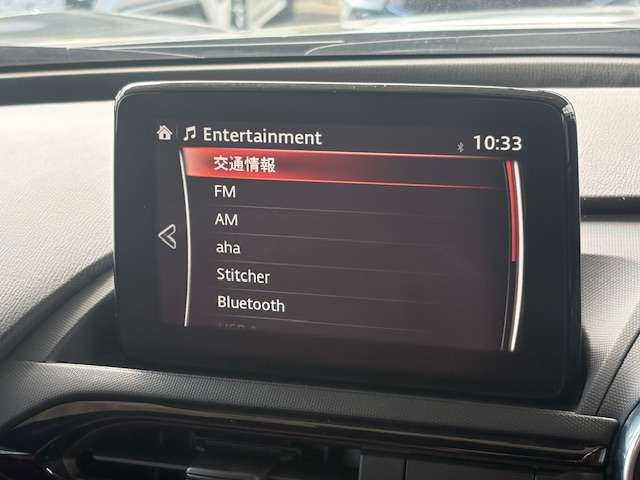 Entertainment
10:33
交通情報
FM
AM
aha
Stitcher
Bluetooth